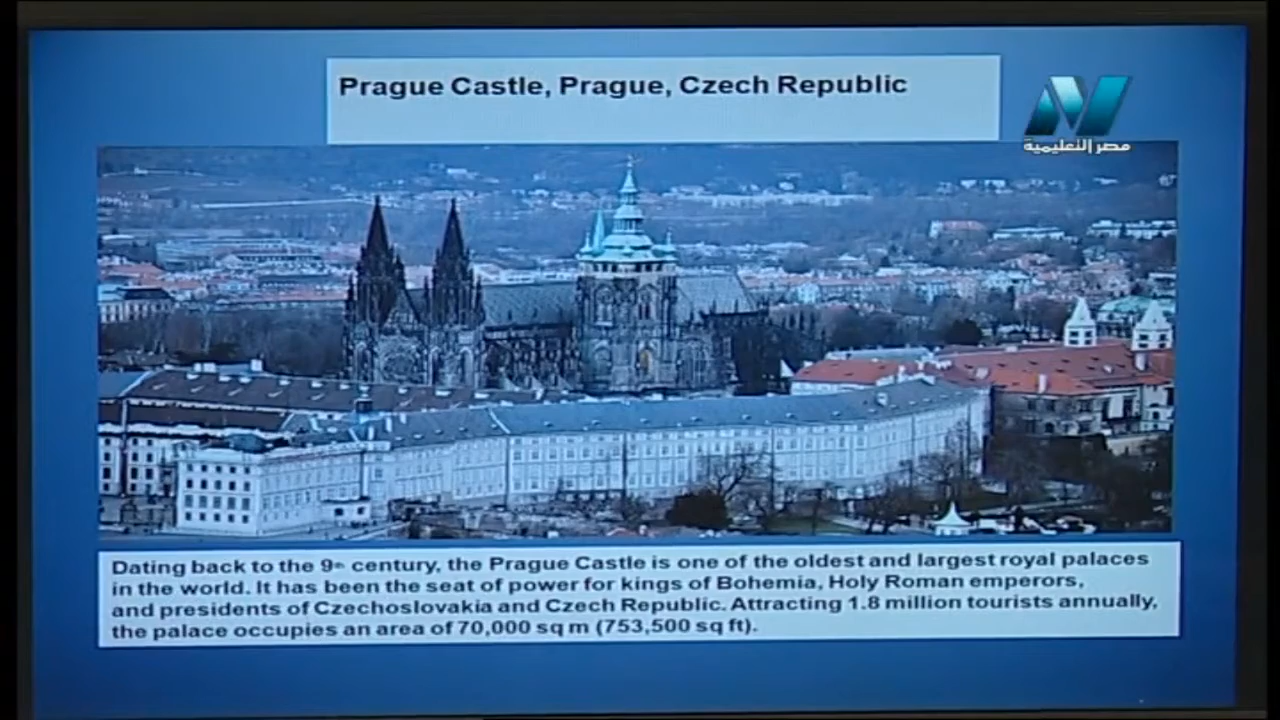 Prague Castle, Prague, Czech Republic
مصر التعليمية
Dating back to the 9th century, the Prague Castle is one of the oldest and largest royal palaces
in the world. It has been the seat of power for kings of Bohemia, Holy Roman emperors,
and presidents of Czechoslovakia and Czech Republic. Attracting 1.8 million tourists annually,
the palace occupies an area of 70,000 sq m (753,500 sq ft).